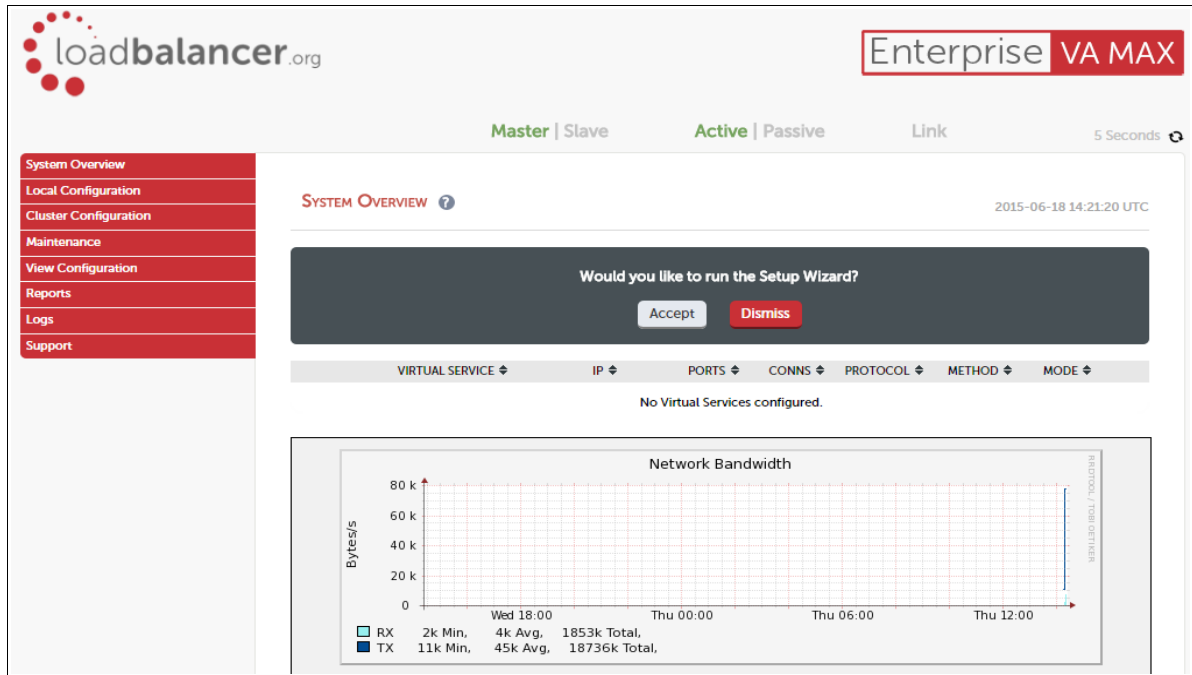 loadbalancer.org
Enterprise VA MAX
Master | Slave Active | Passive Link 5 Seconds
System Overview
Local Configuration
Cluster Configuration
Maintenance
View Configuration
Reports
Logs
Support
SYSTEM OVERVIEW ?
2015-06-18 14:21:20 UTC
Would you like to run the Setup Wizard?
Accept Dismiss
VIRTUAL SERVICE IP PORTS CONNS PROTOCOL METHOD MODE
No Virtual Services configured.
Network Bandwidth
RRDTOOL / TOBI OETIKER
Bytes/s
80 k
60 k
40 k
20 k
0
Wed 18:00 Thu 00:00 Thu 06:00 Thu 12:00
RX 2k Min, 4k Avg, 1853k Total,
TX 11k Min, 45k Avg, 18736k Total,